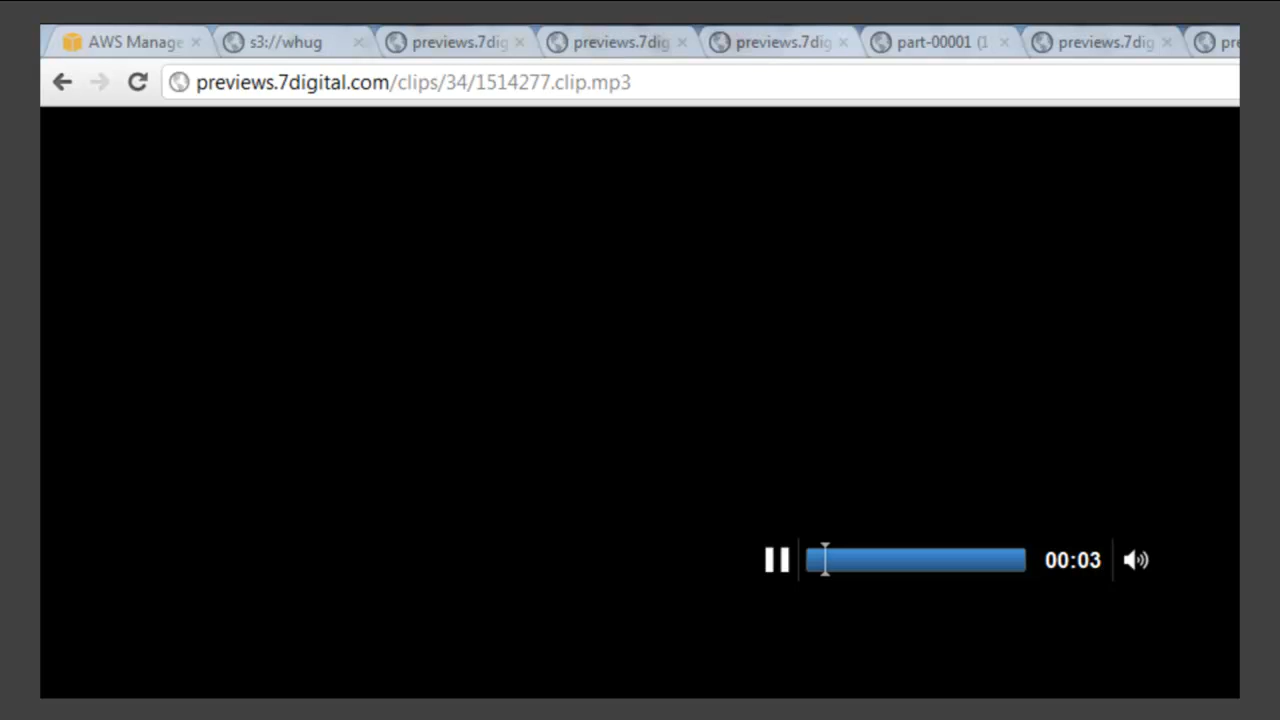 AWS Manage s3://whug previews.7dig previews.7dig previews.7dig part-00001 (1 previews.7dig pre
previews.7digital.com/clips/34/1514277.clip.mp3
00:03